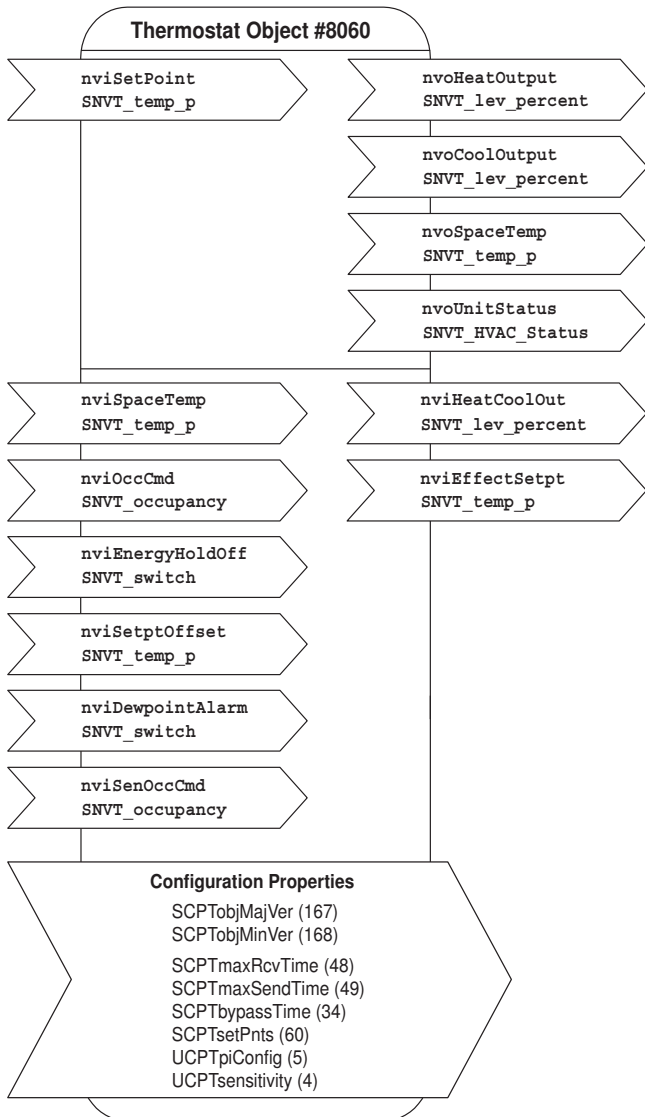 Thermostat Object #8060
nviSetPoint
SNVT_temp_p
nvoHeatOutput
SNVT_lev_percent
nvoCoolOutput
SNVT_lev_percent
nvoSpaceTemp
SNVT_temp_p
nvoUnitStatus
SNVT_HVAC_Status
nviSpaceTemp
SNVT_temp_p
nviOccCmd
SNVT_occupancy
nviEnergyHoldOff
SNVT_switch
nviSetptOffset
SNVT_temp_p
nviDewpointAlarm
SNVT_switch
nviSenOccCmd
SNVT_occupancy
nviHeatCoolOut
SNVT_lev_percent
nviEffectSetpt
SNVT_temp_p
Configuration Properties
SCPTobjMajVer (167)
SCPTobjMinVer (168)
SCPTmaxRcvTime (48)
SCPTmaxSendTime (49)
SCPTbypassTime (34)
SCPTsetPnts (60)
UCPTpiConfig (5)
UCPTsensitivity (4)